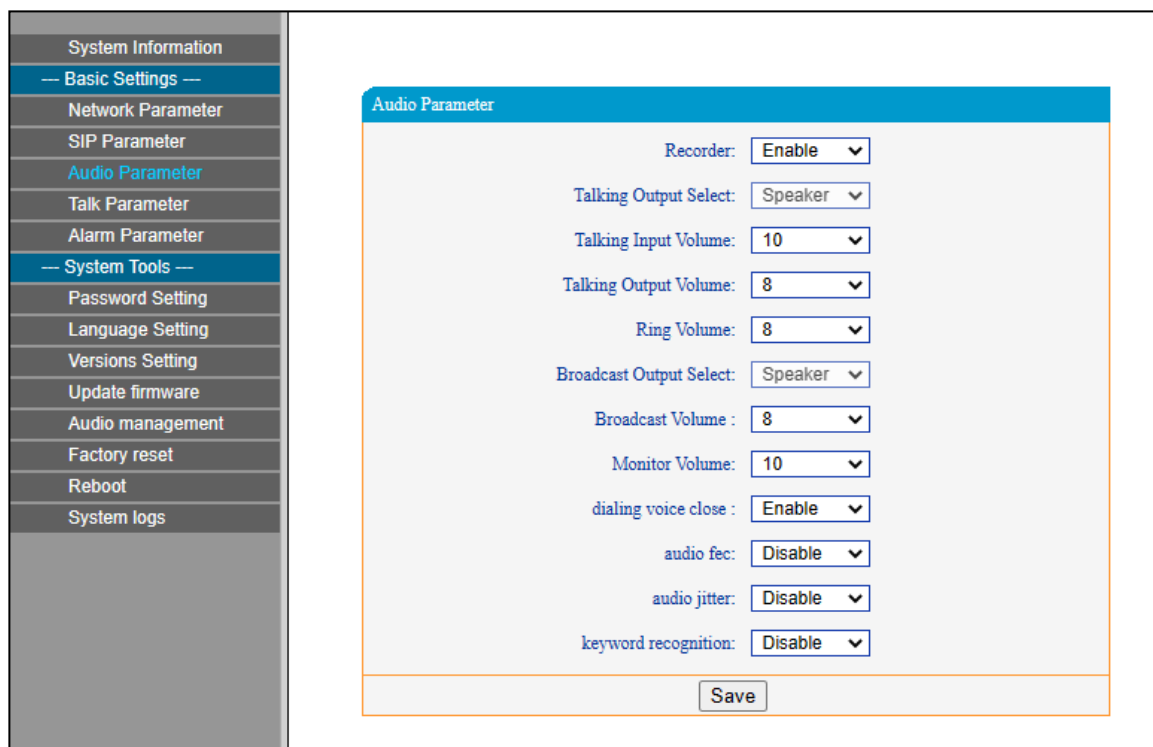 System Information
--- Basic Settings ---
Network Parameter
SIP Parameter
Audio Parameter
Talk Parameter
Alarm Parameter
--- System Tools ---
Password Setting
Language Setting
Versions Setting
Update firmware
Audio management
Factory reset
Reboot
System logs
Audio Parameter
Recorder: Enable
Talking Output Select: Speaker
Talking Input Volume: 10
Talking Output Volume: 8
Ring Volume: 8
Broadcast Output Select: Speaker
Broadcast Volume : 8
Monitor Volume: 10
dialing voice close : Enable
audio fec: Disable
audio jitter: Disable
keyword recognition: Disable
Save